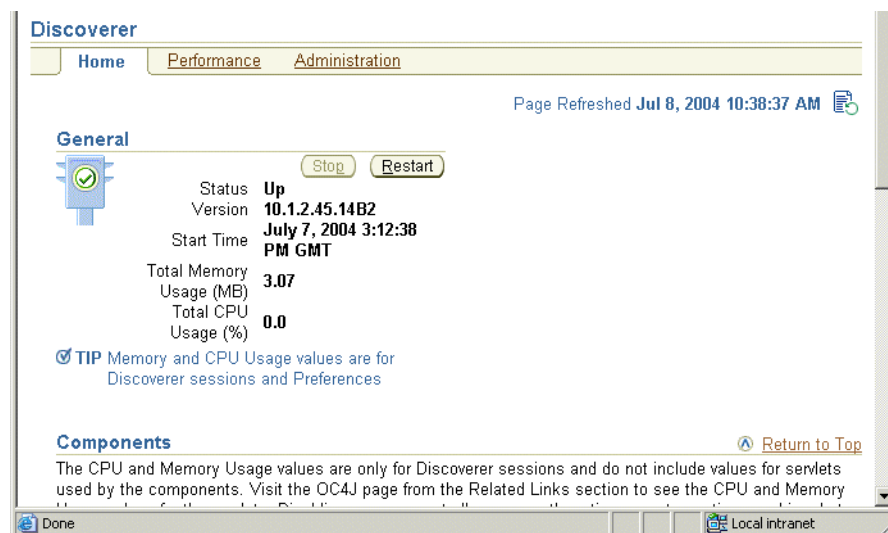 Discoverer
Home Performance Administration
Page Refreshed Jul 8, 2004 10:38:37 AM
General
Stop Restart
Status Up
Version 10.1.2.45.14B2
Start Time July 7, 2004 3:12:38
PM GMT
Total Memory
Usage (MB) 3.07
Total CPU
Usage (%) 0.0
TIP Memory and CPU Usage values are for
Discoverer sessions and Preferences
Components
Return to Top
The CPU and Memory Usage values are only for Discoverer sessions and do not include values for servlets
used by the components. Visit the OC4J page from the Related Links section to see the CPU and Memory
Done
Local intranet